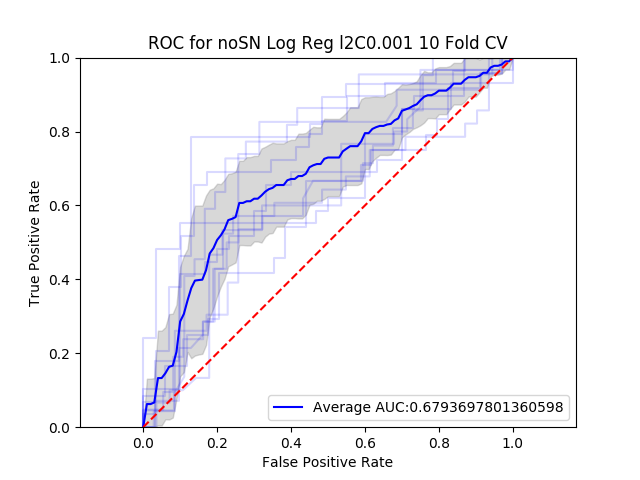 ROC for noSN Log Reg l2C0.001 10 Fold CV
True Positive Rate
1.0
0.8
0.6
0.4
0.2
0.0
Average AUC:0.6793697801360598
0.0 0.2 0.4 0.6 0.8 1.0
False Positive Rate